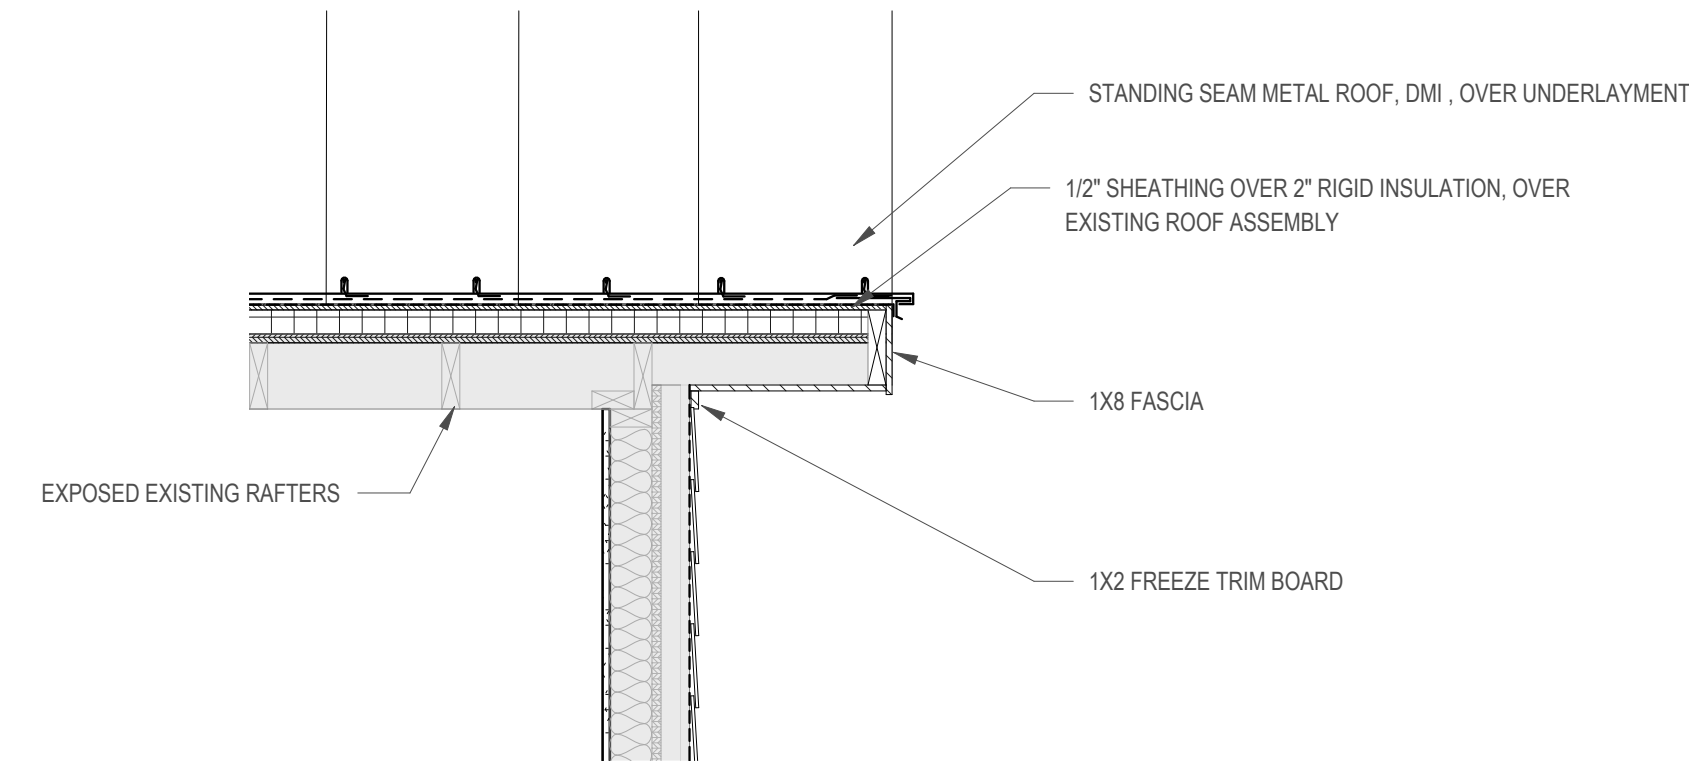 STANDING SEAM METAL ROOF, DMI , OVER UNDERLAYMENT
1/2" SHEATHING OVER 2" RIGID INSULATION, OVER
EXISTING ROOF ASSEMBLY
1X8 FASCIA
EXPOSED EXISTING RAFTERS
1X2 FREEZE TRIM BOARD